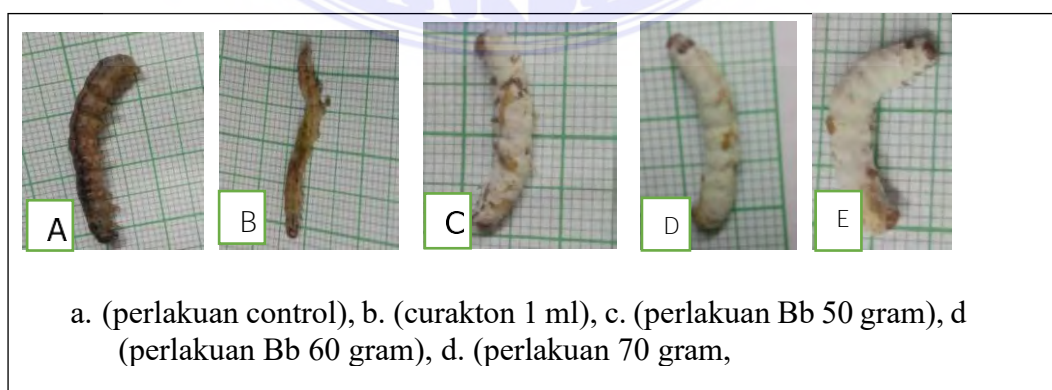 A
B
C
D
E
a. (perlakuan control), b. (curakton 1 ml), c. (perlakuan Bb 50 gram), d
(perlakuan Bb 60 gram), d. (perlakuan 70 gram,